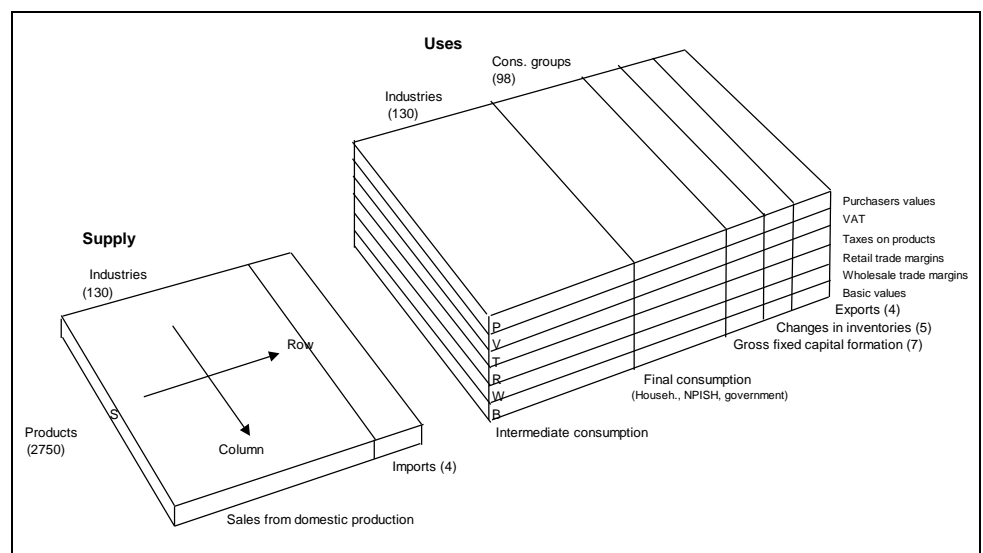 Uses
Cons. groups
(98)
Industries
(130)
Purchasers values
VAT
Taxes on products
Retail trade margins
Wholesale trade margins
Basic values
Exports (4)
Changes in inventories (5)
Gross fixed capital formation (7)
Final consumption
(Househ., NPISH, government)
Intermediate consumption
P
V
T
R
W
B
Supply
Industries
(130)
Row
S
Column
Products
(2750)
Imports (4)
Sales from domestic production